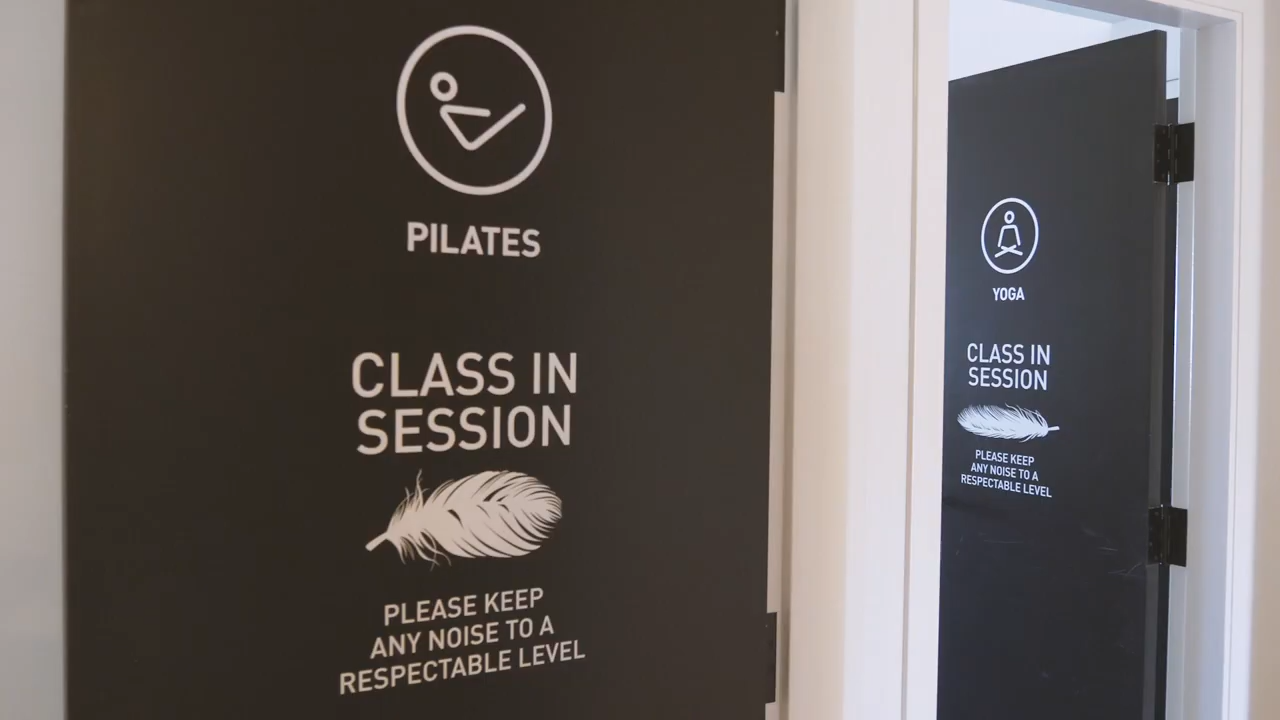 PILATES
CLASS IN
SESSION
PLEASE KEEP
ANY NOISE TO A
RESPECTABLE LEVEL
YOGA
CLASS IN
SESSION
PLEASE KEEP
ANY NOISE TO A
RESPECTABLE LEVEL